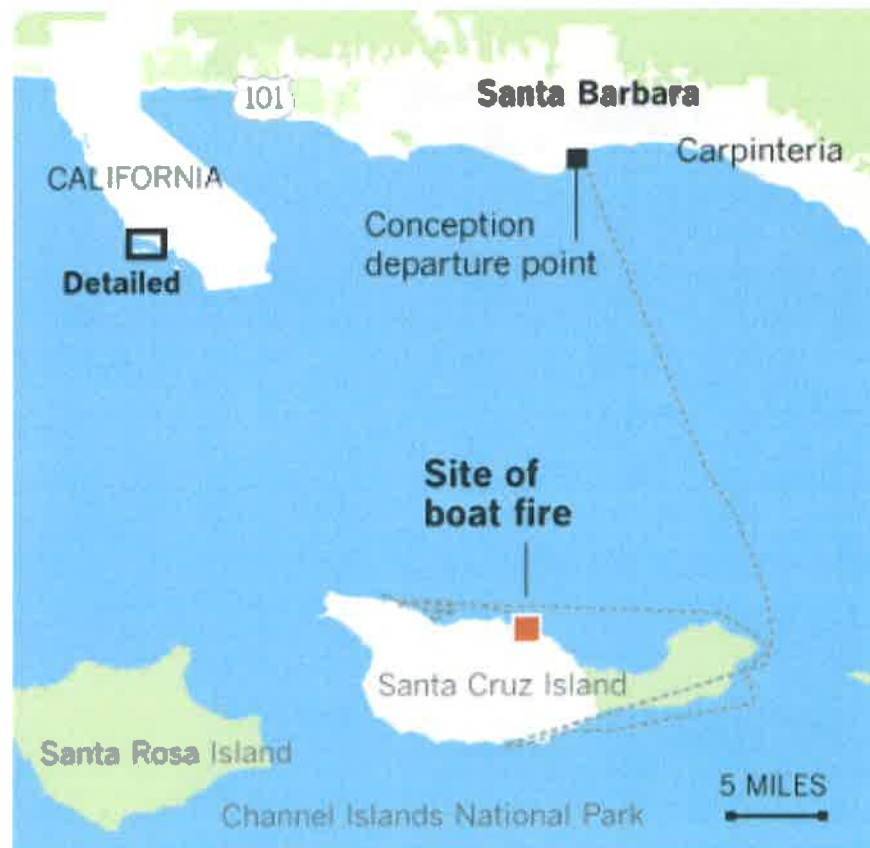 101
Santa Barbara
Carpinteria
CALIFORNIA
Detailed
Conception
departure point
Site of
boat fire
Santa Cruz Island
Santa Rosa Island
5 MILES
Channel Islands National Park